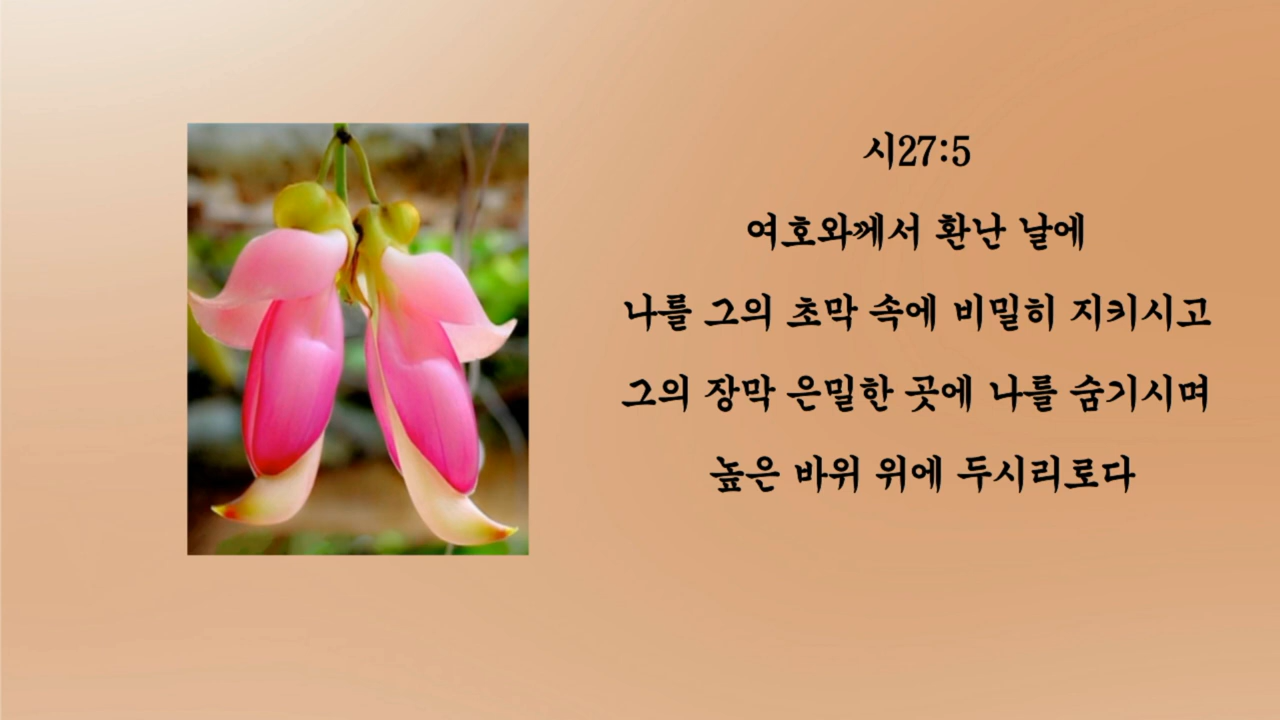 시27:5
여호와께서 환난 날에
나를 그의 초막 속에 비밀히 지키시고
그의 장막 은밀한 곳에 나를 숨기시며
높은 바위 위에 두시리로다